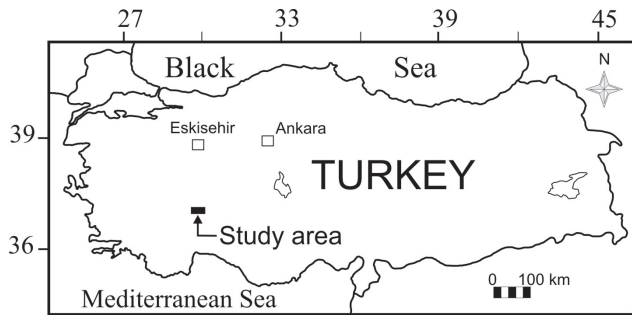 27 33 39 45
Black Sea
N
Eskisehir Ankara
39
TURKEY
Study area
36
0 100 km
Mediterranean Sea